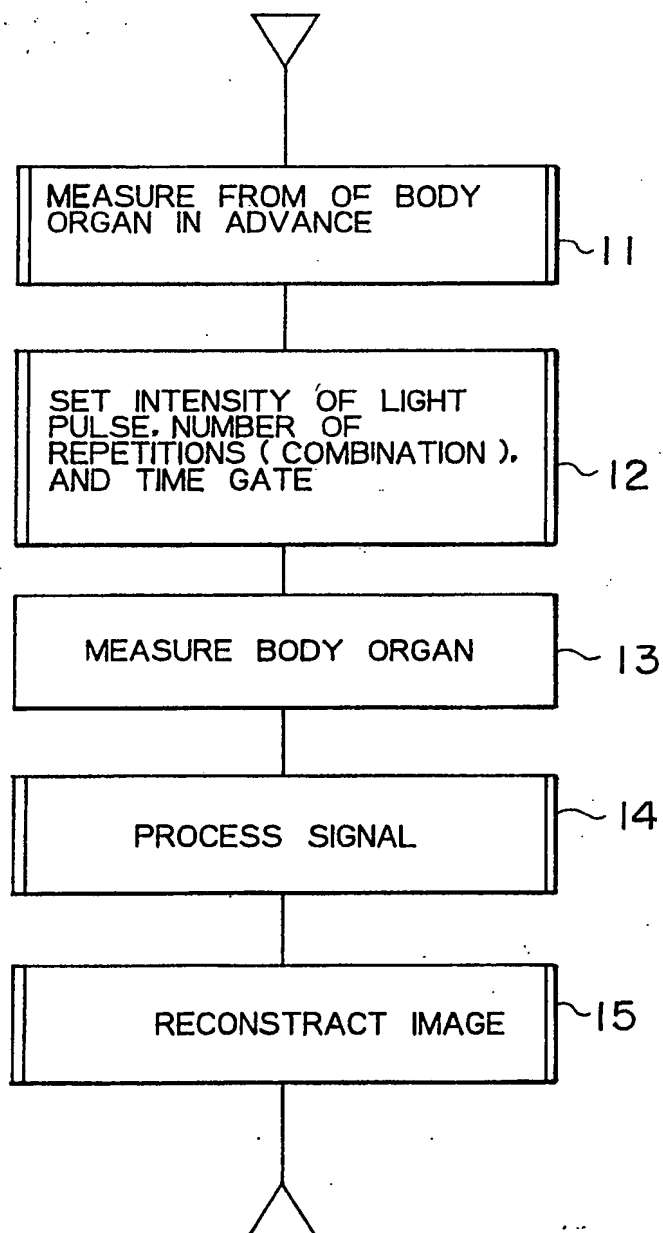 MEASURE FROM OF BODY
ORGAN IN ADVANCE
11
SET INTENSITY OF LIGHT
PULSE. NUMBER OF
REPETITIONS ( COMBINATION ).
AND TIME GATE
12
MEASURE BODY ORGAN
13
PROCESS SIGNAL
14
RECONSTRACT IMAGE
15